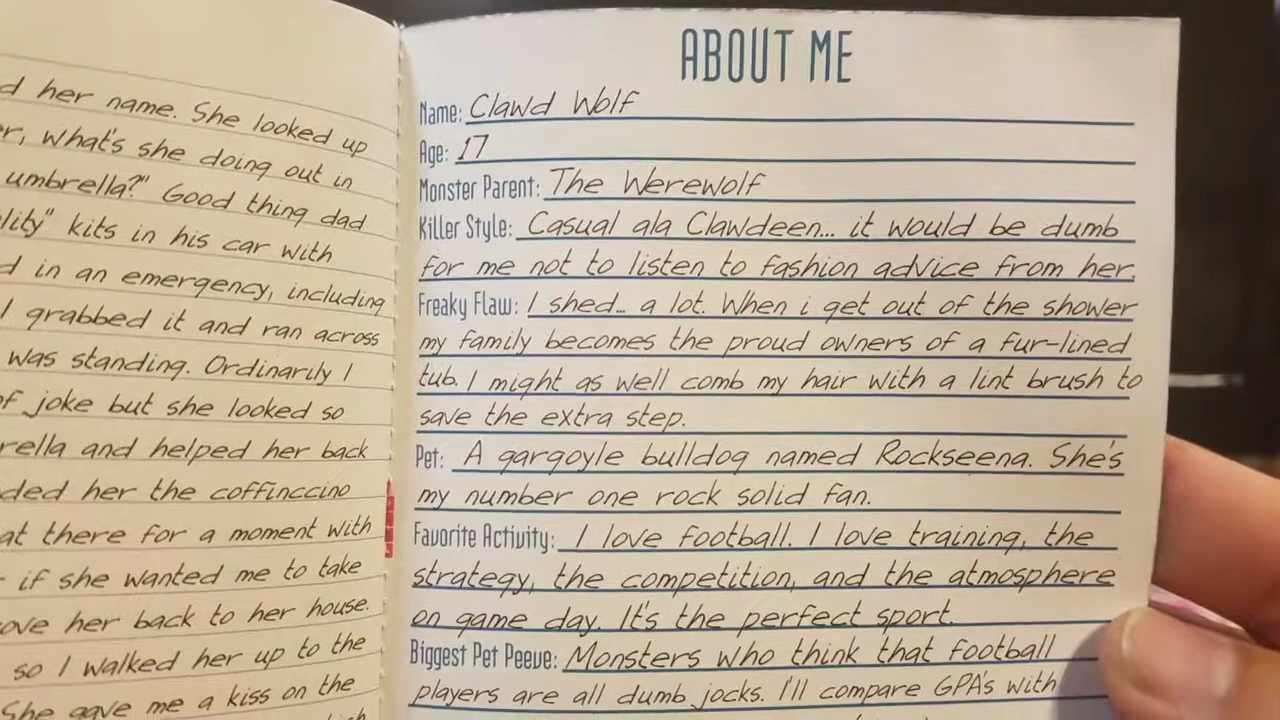 d her name. She looked up
er, what's she doing out in
umbrella?" Good thing dad
lity" kits in his car with
d in an emergency, including
I grabbed it and ran across
was standing. Ordinarily I
of joke but she looked so
rella and helped her back
ded her the coffinccino
at there for a moment with
if she wanted me to take
ove her back to her house.
so I walked her up to the
She gave me a kiss on the
ABOUT ME
Name: Clawd Wolf
Age: 17
Monster Parent: The Werewolf
Killer Style: Casual ala Clawdeen... it would be dumb
for me not to listen to fashion advice from her.
Freaky Flaw: I shed... a lot. When i get out of the shower
my family becomes the proud owners of a fur-lined
tub. I might as well comb my hair with a lint brush to
save the extra step.
Pet: A gargoyle bulldog named Rockseena. She's
my number one rock solid fan.
Favorite Activity: I love football. I love training, the
strategy, the competition, and the atmosphere
on game day. It's the perfect sport.
Biggest Pet Peeve: Monsters who think that football
players are all dumb jocks. I'll compare GPA's with